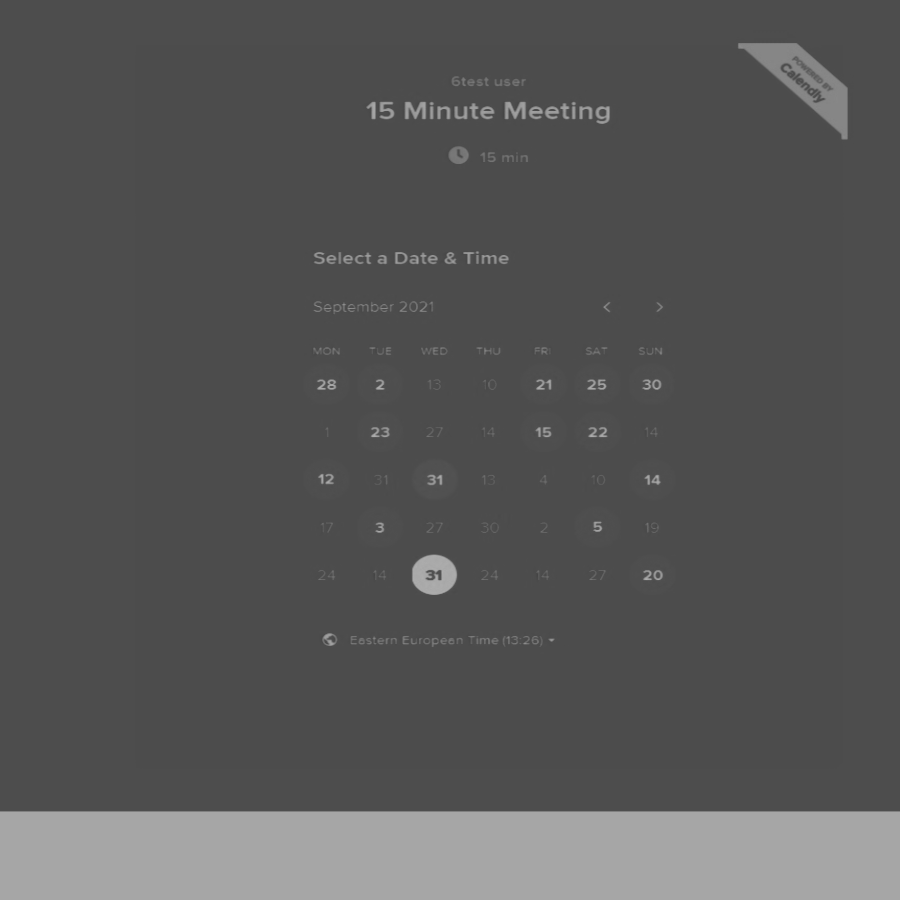 POWERED BY
Calendly
6test user
15 Minute Meeting
15 min
Select a Date & Time
September 2021
MON TUE WED THU FRI SAT SUN
28 2 13 10 21 25 30
1 23 27 14 15 22 14
12 31 31 13 4 10 14
17 3 27 30 2 5 19
24 14 31 24 14 27 20
Eastern European Time (13:26)